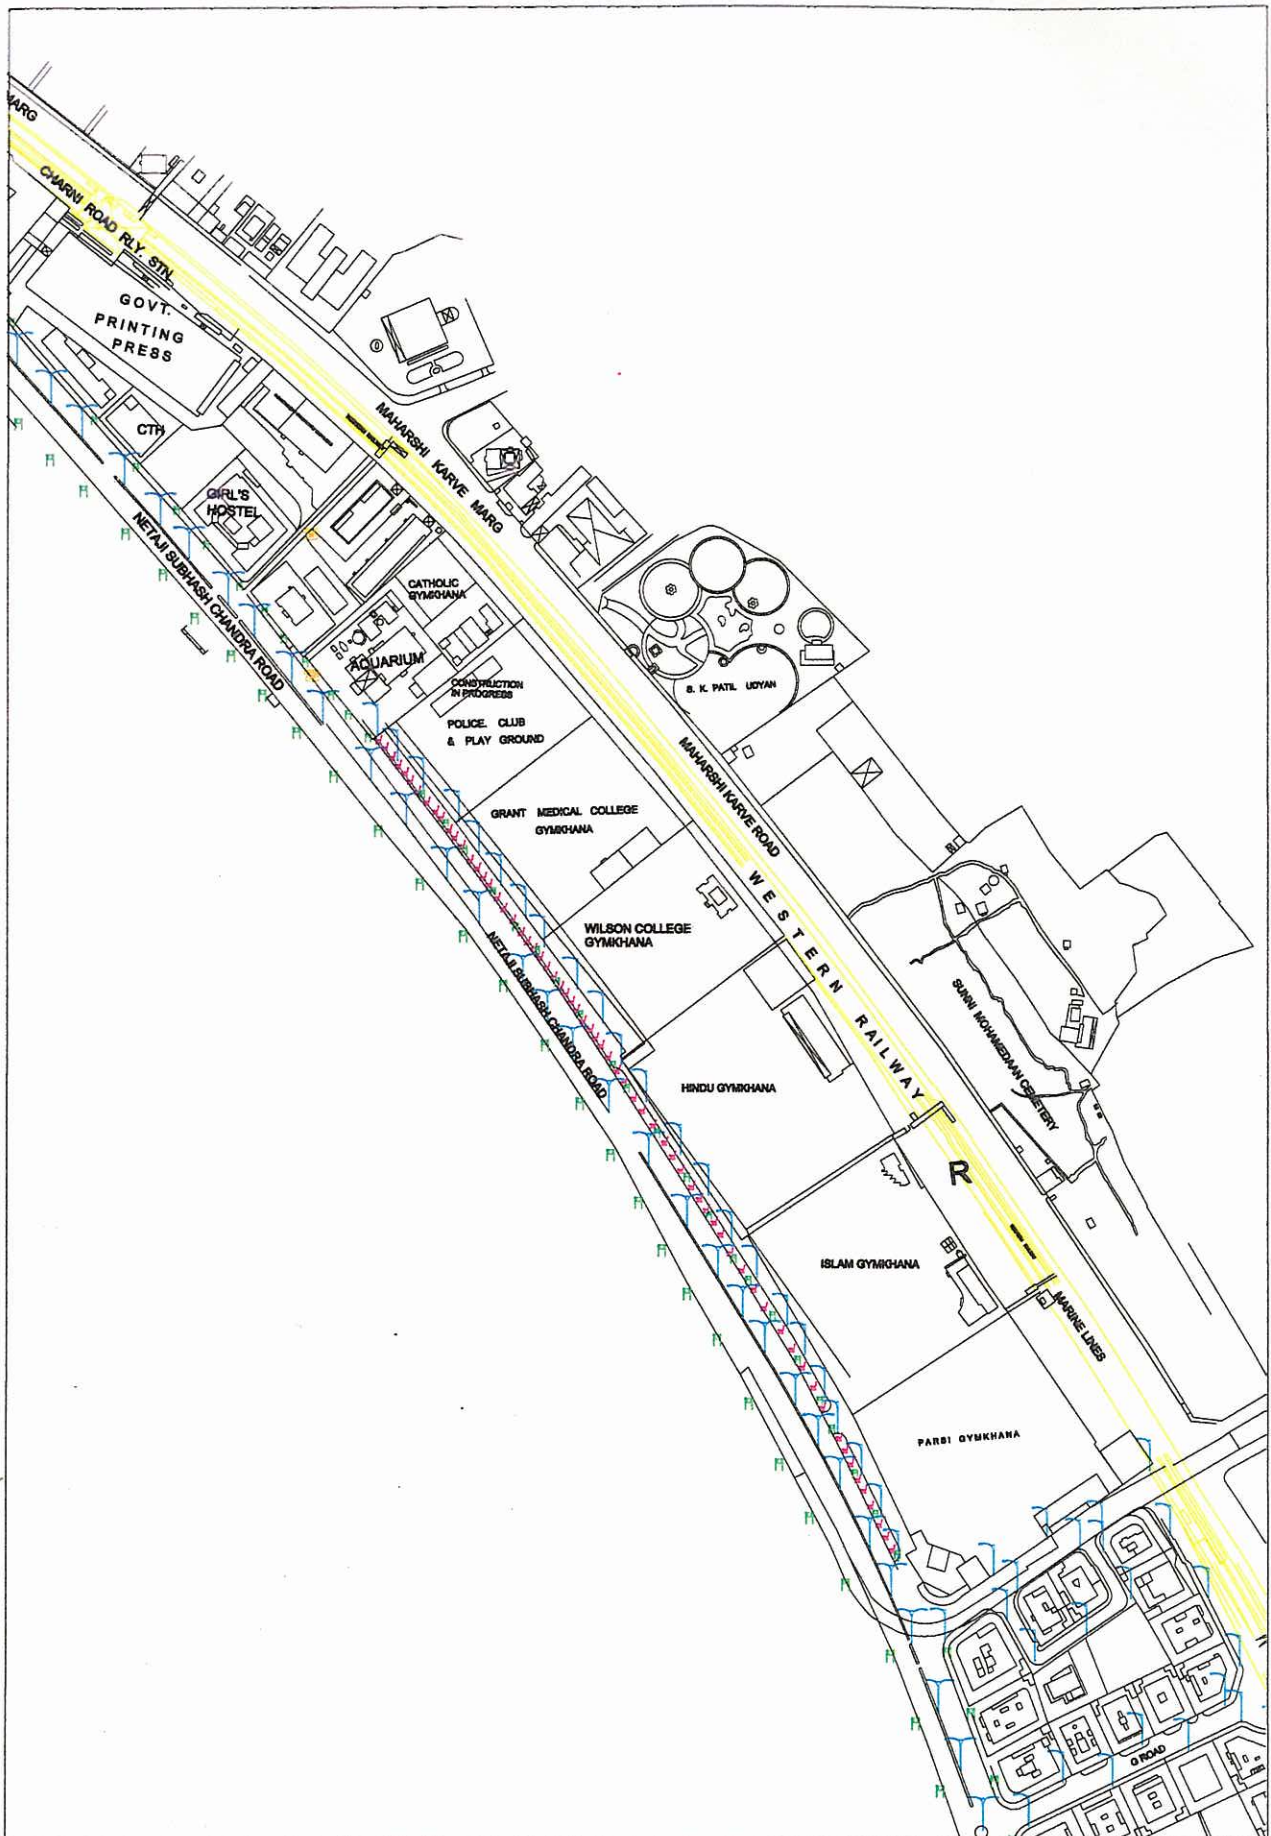 MARG
CHARNI ROAD RLY. STN.
GOVT.
PRINTING
PRESS
CTH
GIRL'S
HOSTEL
MAHARSHI KARVE MARG
NETAJI SUBHASH CHANDRA ROAD
CATHOLIC
GYMKHANA
AQUARIUM
CONSTRUCTION
IN PROGRESS
POLICE. CLUB
& PLAY GROUND
S. K. PATIL UDYAN
MAHARSHI KARVE ROAD
GRANT MEDICAL COLLEGE
GYMKHANA
WILSON COLLEGE
GYMKHANA
WESTERN RAILWAY
NETAJI SUBHASH CHANDRA ROAD
SUNNI MOHAMEDAAN CEMETERY
HINDU GYMKHANA
R
ISLAM GYMKHANA
MARINE LINES
PARSI GYMKHANA
G ROAD